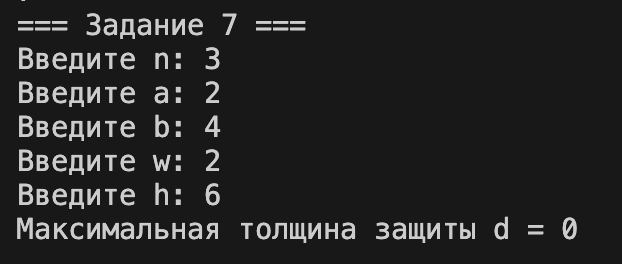 === Задание 7 ===
Введите n: 3
Введите a: 2
Введите b: 4
Введите w: 2
Введите h: 6
Максимальная толщина защиты d = 0